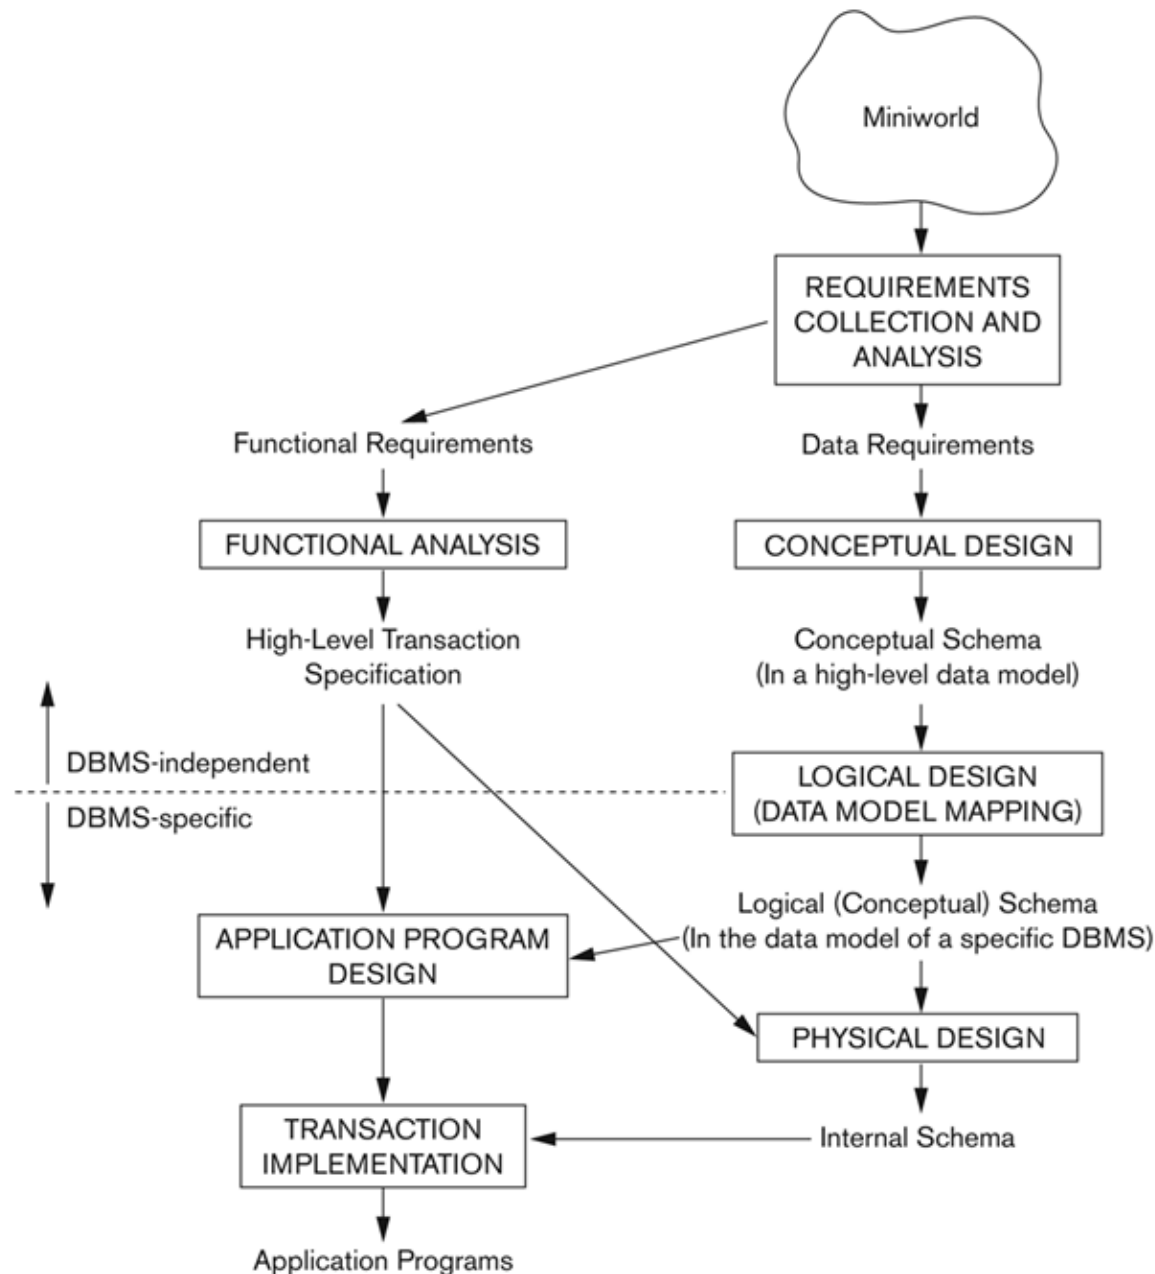 Miniworld
REQUIREMENTS
COLLECTION AND
ANALYSIS
Functional Requirements
Data Requirements
FUNCTIONAL ANALYSIS
CONCEPTUAL DESIGN
High-Level Transaction
Specification
Conceptual Schema
(In a high-level data model)
DBMS-independent
DBMS-specific
LOGICAL DESIGN
(DATA MODEL MAPPING)
Logical (Conceptual) Schema
(In the data model of a specific DBMS)
APPLICATION PROGRAM
DESIGN
PHYSICAL DESIGN
TRANSACTION
IMPLEMENTATION
Internal Schema
Application Programs